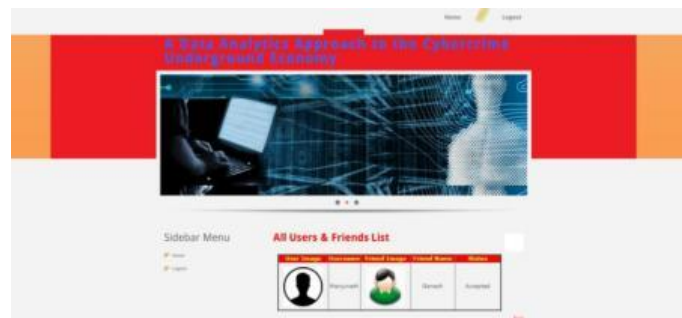 Home Logout
A Data Analytics Approach to the Cybercrime
Underground Economy
Sidebar Menu
All Users & Friends List
Home
Logout
User Image Username Friend Image Friend Name Status
Manjunath Ganesh Accepted